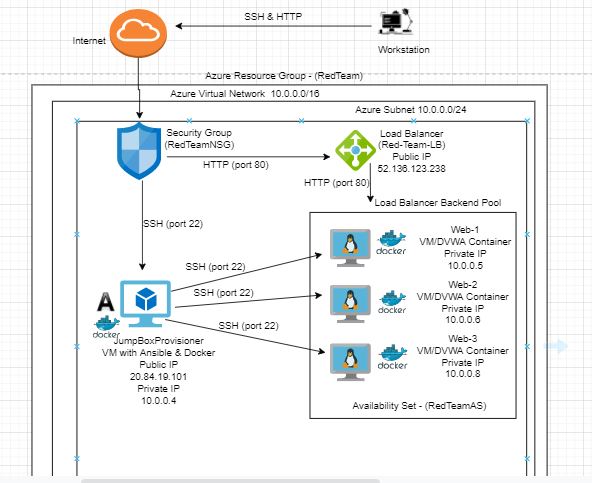 SSH & HTTP
Internet
Workstation
Azure Resource Group - (RedTeam)
Azure Virtual Network 10.0.0.0/16
Azure Subnet 10.0.0.0/24
Security Group
(RedTeamNSG)
HTTP (port 80)
Load Balancer
(Red-Team-LB)
Public IP
52.136.123.238
HTTP (port 80)
Load Balancer Backend Pool
SSH (port 22)
SSH (port 22)
SSH (port 22)
SSH (port 22)
docker
Web-1
VM/DVWA Container
Private IP
10.0.0.5
docker
Web-2
VM/DVWA Container
Private IP
10.0.0.6
docker
Web-3
VM/DVWA Container
Private IP
10.0.0.8
Availability Set - (RedTeamAS)
A
docker
JumpBoxProvisioner
VM with Ansible & Docker
Public IP
20.84.19.101
Private IP
10.0.0.4